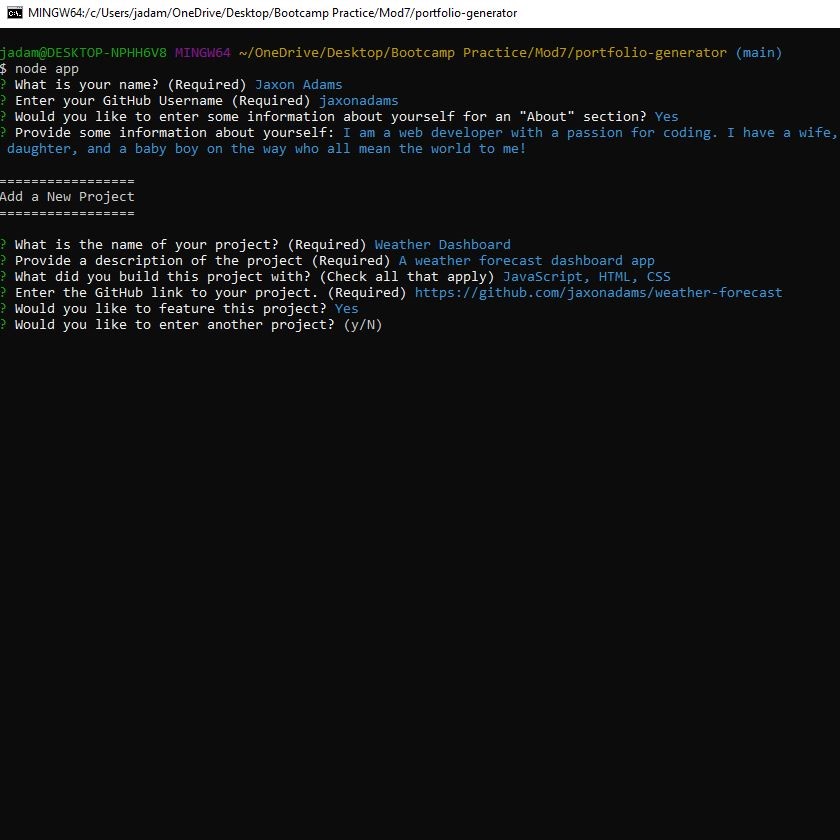 MINGW64:/c/Users/jadam/OneDrive/Desktop/Bootcamp Practice/Mod7/portfolio-generator
jadam@DESKTOP-NPHH6V8 MINGW64 ~/OneDrive/Desktop/Bootcamp Practice/Mod7/portfolio-generator (main)
$ node app
? What is your name? (Required) Jaxon Adams
? Enter your GitHub Username (Required) jaxonadams
? Would you like to enter some information about yourself for an "About" section? Yes
? Provide some information about yourself: I am a web developer with a passion for coding. I have a wife,
daughter, and a baby boy on the way who all mean the world to me!
=================
Add a New Project
=================
? What is the name of your project? (Required) Weather Dashboard
? Provide a description of the project (Required) A weather forecast dashboard app
? What did you build this project with? (Check all that apply) JavaScript, HTML, CSS
? Enter the GitHub link to your project. (Required) https://github.com/jaxonadams/weather-forecast
? Would you like to feature this project? Yes
? Would you like to enter another project? (y/N)